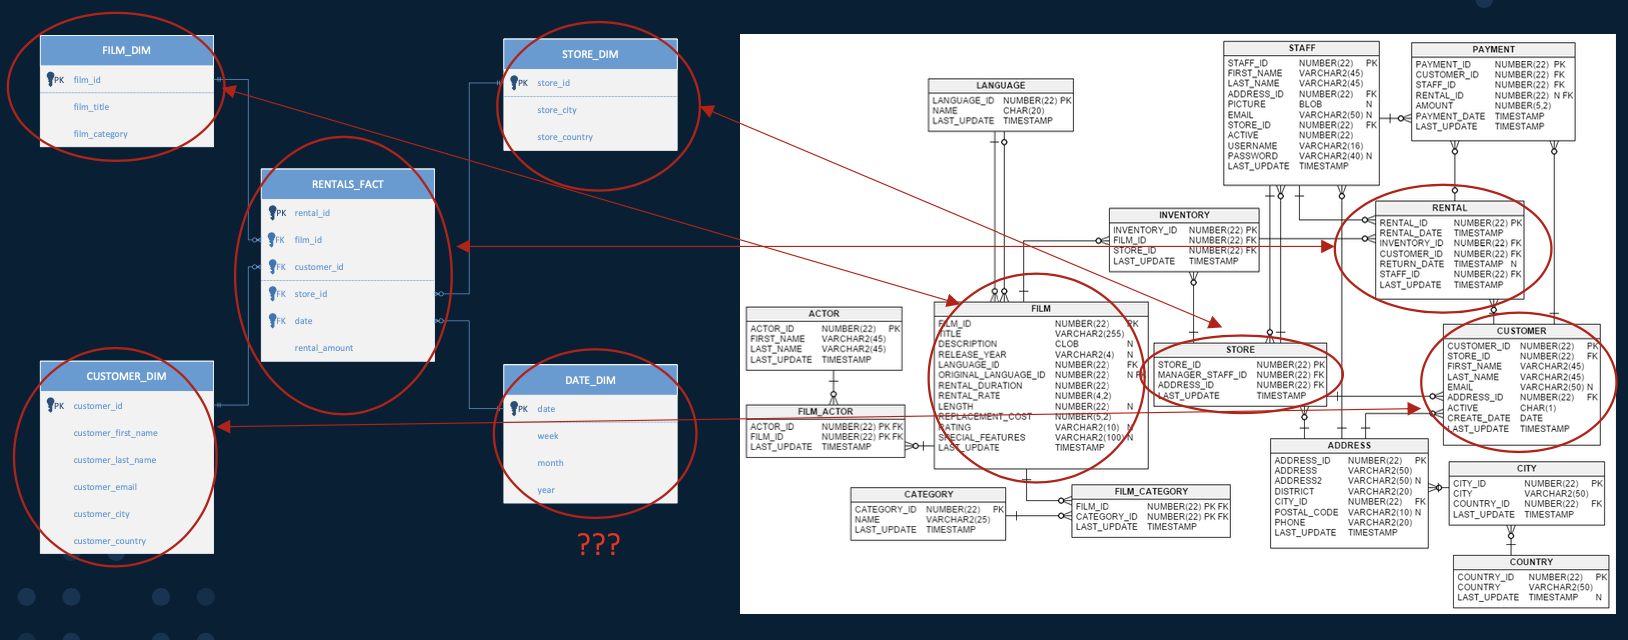 FILM_DIM
PK film_id
film_title
film_category
STORE_DIM
PK store_id
store_city
store_country
RENTALS_FACT
PK rental_id
FK film_id
FK customer_id
FK store_id
FK date
rental_amount
CUSTOMER_DIM
PK customer_id
customer_first_name
customer_last_name
customer_email
customer_city
customer_country
DATE_DIM
PK date
week
month
year
???
LANGUAGE
LANGUAGE_ID NUMBER(22) PK
NAME CHAR(20)
LAST_UPDATE TIMESTAMP
STAFF
STAFF_ID NUMBER(22) PK
FIRST_NAME VARCHAR2(45)
LAST_NAME VARCHAR2(45)
ADDRESS_ID NUMBER(22) FK
PICTURE BLOB N
EMAIL VARCHAR2(50) N
STORE_ID NUMBER(22) FK
ACTIVE NUMBER(22)
USERNAME VARCHAR2(16)
PASSWORD VARCHAR2(40) N
LAST_UPDATE TIMESTAMP
PAYMENT
PAYMENT_ID NUMBER(22) PK
CUSTOMER_ID NUMBER(22) FK
STAFF_ID NUMBER(22) FK
RENTAL_ID NUMBER(22) N FK
AMOUNT NUMBER(5,2)
PAYMENT_DATE TIMESTAMP
LAST_UPDATE TIMESTAMP
INVENTORY
INVENTORY_ID NUMBER(22) PK
FILM_ID NUMBER(22) FK
STORE_ID NUMBER(22) FK
LAST_UPDATE TIMESTAMP
RENTAL
RENTAL_ID NUMBER(22) PK
RENTAL_DATE TIMESTAMP
INVENTORY_ID NUMBER(22) FK
CUSTOMER_ID NUMBER(22) FK
RETURN_DATE TIMESTAMP N
STAFF_ID NUMBER(22) FK
LAST_UPDATE TIMESTAMP
ACTOR
ACTOR_ID NUMBER(22) PK
FIRST_NAME VARCHAR2(45)
LAST_NAME VARCHAR2(45)
LAST_UPDATE TIMESTAMP
FILM
FILM_ID NUMBER(22) PK
TITLE VARCHAR2(255)
DESCRIPTION CLOB N
RELEASE_YEAR VARCHAR2(4) N
LANGUAGE_ID NUMBER(22) FK
ORIGINAL_LANGUAGE_ID NUMBER(22) N FK
RENTAL_DURATION NUMBER(22)
RENTAL_RATE NUMBER(4,2)
LENGTH NUMBER(22) N
REPLACEMENT_COST NUMBER(5,2)
RATING VARCHAR2(10) N
SPECIAL_FEATURES VARCHAR2(100) N
LAST_UPDATE TIMESTAMP
STORE
STORE_ID NUMBER(22) PK
MANAGER_STAFF_ID NUMBER(22) FK
ADDRESS_ID NUMBER(22) FK
LAST_UPDATE TIMESTAMP
CUSTOMER
CUSTOMER_ID NUMBER(22) PK
STORE_ID NUMBER(22) FK
FIRST_NAME VARCHAR2(45)
LAST_NAME VARCHAR2(45)
EMAIL VARCHAR2(50) N
ADDRESS_ID NUMBER(22) FK
ACTIVE CHAR(1)
CREATE_DATE DATE
LAST_UPDATE TIMESTAMP
FILM_ACTOR
ACTOR_ID NUMBER(22) PK FK
FILM_ID NUMBER(22) PK FK
LAST_UPDATE TIMESTAMP
ADDRESS
ADDRESS_ID NUMBER(22) PK
ADDRESS VARCHAR2(50)
ADDRESS2 VARCHAR2(50) N
DISTRICT VARCHAR2(20)
CITY_ID NUMBER(22) FK
POSTAL_CODE VARCHAR2(10) N
PHONE VARCHAR2(20)
LAST_UPDATE TIMESTAMP
CITY
CITY_ID NUMBER(22) PK
CITY VARCHAR2(50)
COUNTRY_ID NUMBER(22) FK
LAST_UPDATE TIMESTAMP
CATEGORY
CATEGORY_ID NUMBER(22) PK
NAME VARCHAR2(25)
LAST_UPDATE TIMESTAMP
FILM_CATEGORY
FILM_ID NUMBER(22) PK FK
CATEGORY_ID NUMBER(22) PK FK
LAST_UPDATE TIMESTAMP
COUNTRY
COUNTRY_ID NUMBER(22) PK
COUNTRY VARCHAR2(50)
LAST_UPDATE TIMESTAMP N